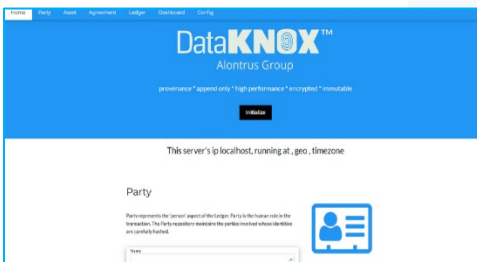 Home Party Asset Agreement Ledger Dashboard Config
DataKNOX™
Alontrus Group
provenance * append only * high performance * encrypted * immutable
Initialize
This server's ip localhost, running at , geo , timezone
Party
Party represents the 'person' aspect of the Ledger. Party is the human role in the
transaction. The Party repository maintains the parties involved whose identities
are carefully hashed.
Name